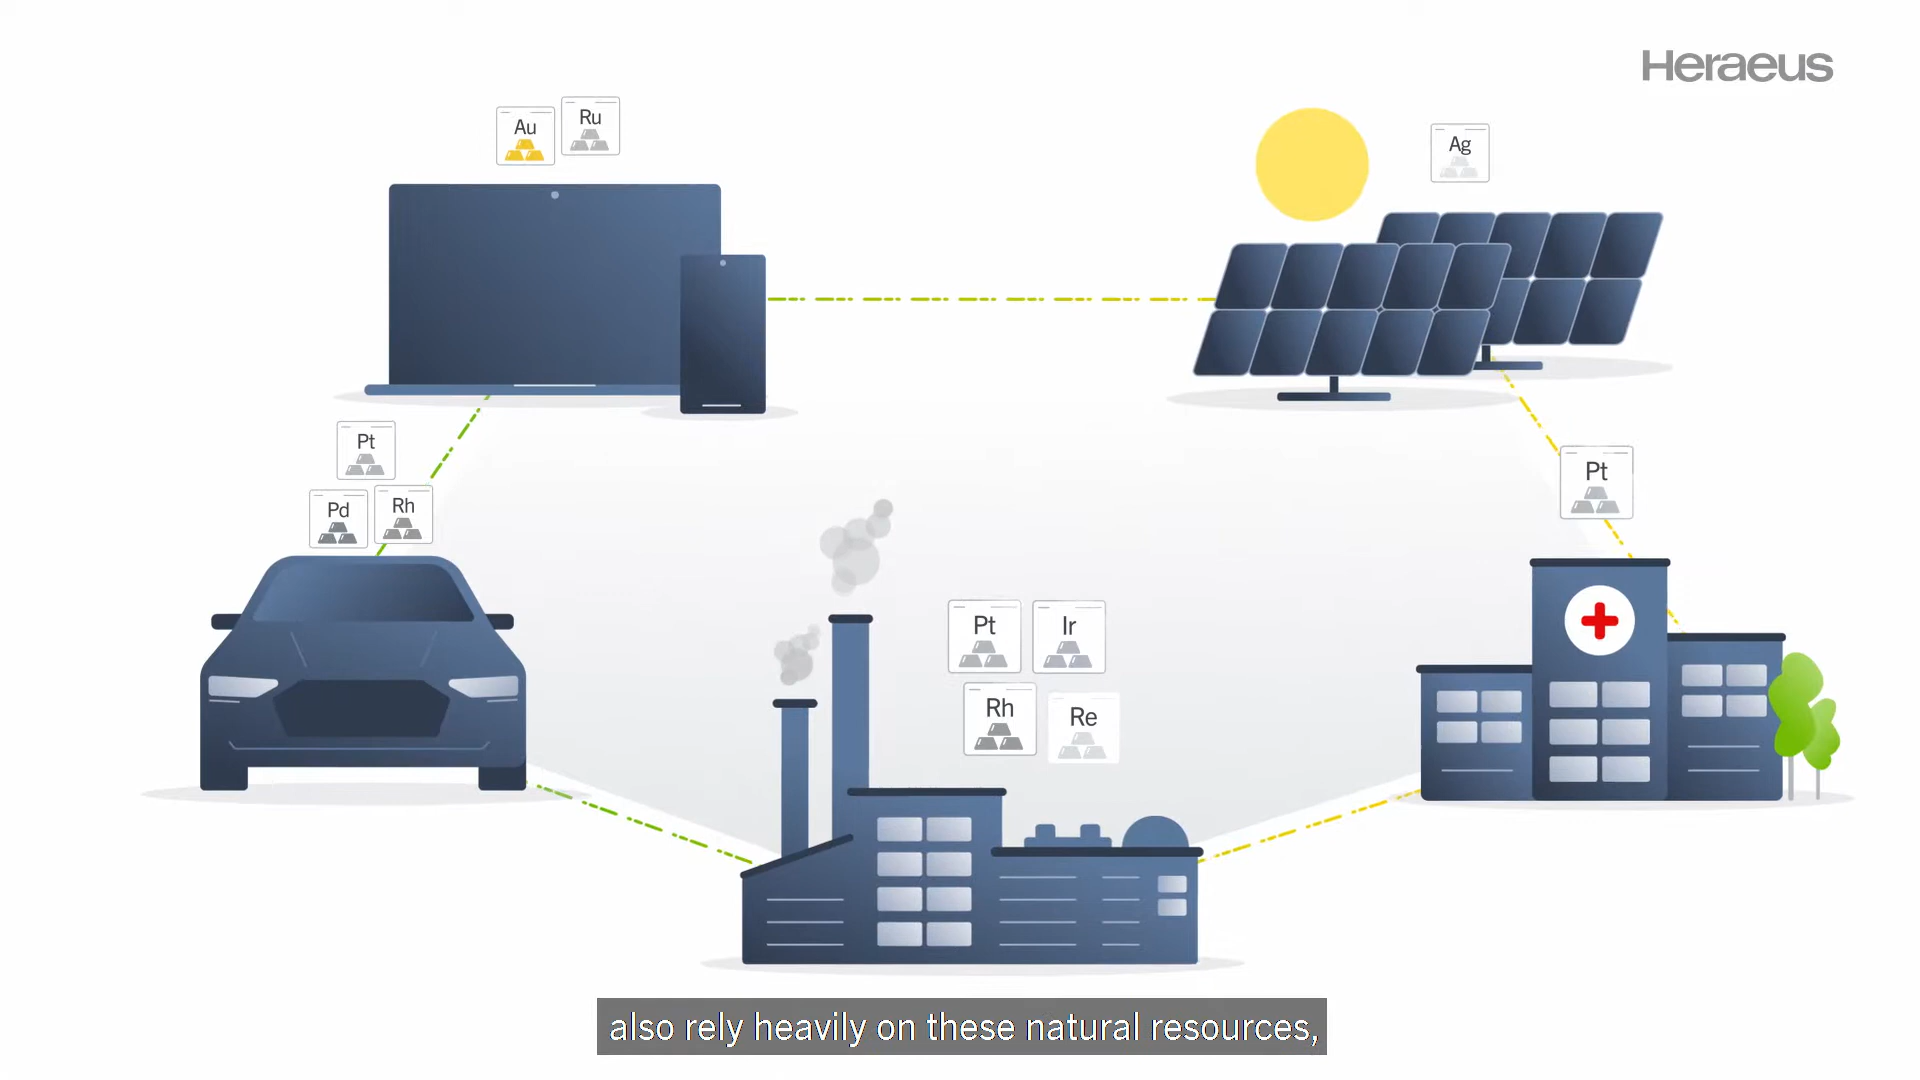 Heraeus
Au
Ru
Ag
Pt
Pd
Rh
Pt
Pt
Ir
Rh
Re
also rely heavily on these natural resources,